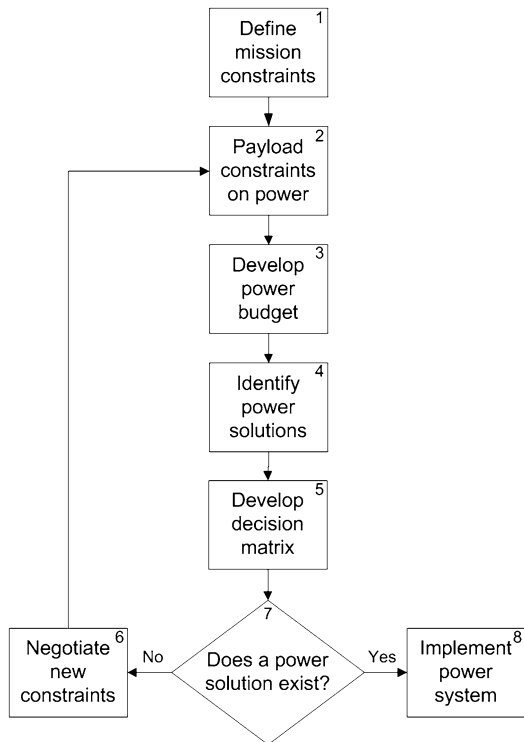 1
Define
mission
constraints
2
Payload
constraints
on power
3
Develop
power
budget
4
Identify
power
solutions
5
Develop
decision
matrix
7
Does a power
solution exist?
No
Yes
6
Negotiate
new
constraints
8
Implement
power
system